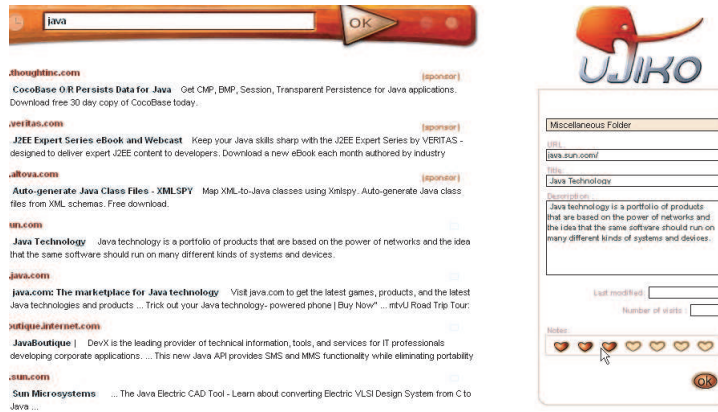 java
OK
.thoughtinc.com
(sponsor)
CocoBase O/R Persists Data for Java Get CMP, BMP, Session, Transparent Persistence for Java applications.
Download free 30 day copy of CocoBase today.
.veritas.com
(sponsor)
J2EE Expert Series eBook and Webcast Keep your Java skills sharp with the J2EE Expert Series by VERITAS -
designed to deliver expert J2EE content to developers. Download a new eBook each month authored by industry
.altova.com
(sponsor)
Auto-generate Java Class Files - XMLSPY Map XML-to-Java classes using Xmlspy. Auto-generate Java class
files from XML schemas. Free download.
un.com
Java Technology Java technology is a portfolio of products that are based on the power of networks and the idea
that the same software should run on many different kinds of systems and devices.
java.com
java.com: The marketplace for Java technology Visit java.com to get the latest games, products, and the latest
Java technologies and products ... Trick out your Java technology- powered phone | Buy Now" ... mtvU Road Trip Tour:
outique.internet.com
JavaBoutique | DevX is the leading provider of technical information, tools, and services for IT professionals
developing corporate applications. ... This new Java API provides SMS and MMS functionality while eliminating portability
.sun.com
Sun Microsystems ... The Java Electric CAD Tool - Learn about converting Electric VLSI Design System from C to
Java ...
UJIKO
Miscellaneous Folder
URL:
java.sun.com/
Title:
Java Technology
Description:
Java technology is a portfolio of products
that are based on the power of networks and
the idea that the same software should run on
many different kinds of systems and devices.
Last modified:
Number of visits :
Notes:
OK